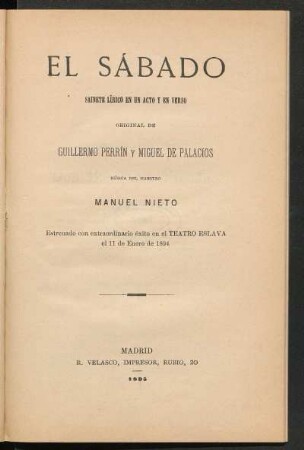 EL SÁBADO
SAINETE LÍRICO EN UN ACTO Y EN VERSO
ORIGINAL DE
GUILLERMO PERRÍN Y MIGUEL DE PALACIOS
MÚSICA DEL MAESTRO
MANUEL NIETO
Estrenado con extraordinario éxito en el TEATRO ESLAVA
el 11 de Enero de 1894
MADRID
R. VELASCO, IMPRESOR, RUBIO, 20
1895